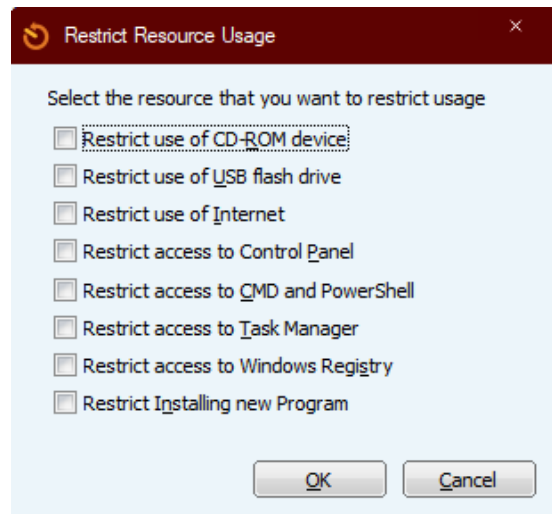 Restrict Resource Usage
Select the resource that you want to restrict usage
Restrict use of CD-ROM device
Restrict use of USB flash drive
Restrict use of Internet
Restrict access to Control Panel
Restrict access to CMD and PowerShell
Restrict access to Task Manager
Restrict access to Windows Registry
Restrict Installing new Program
OK Cancel